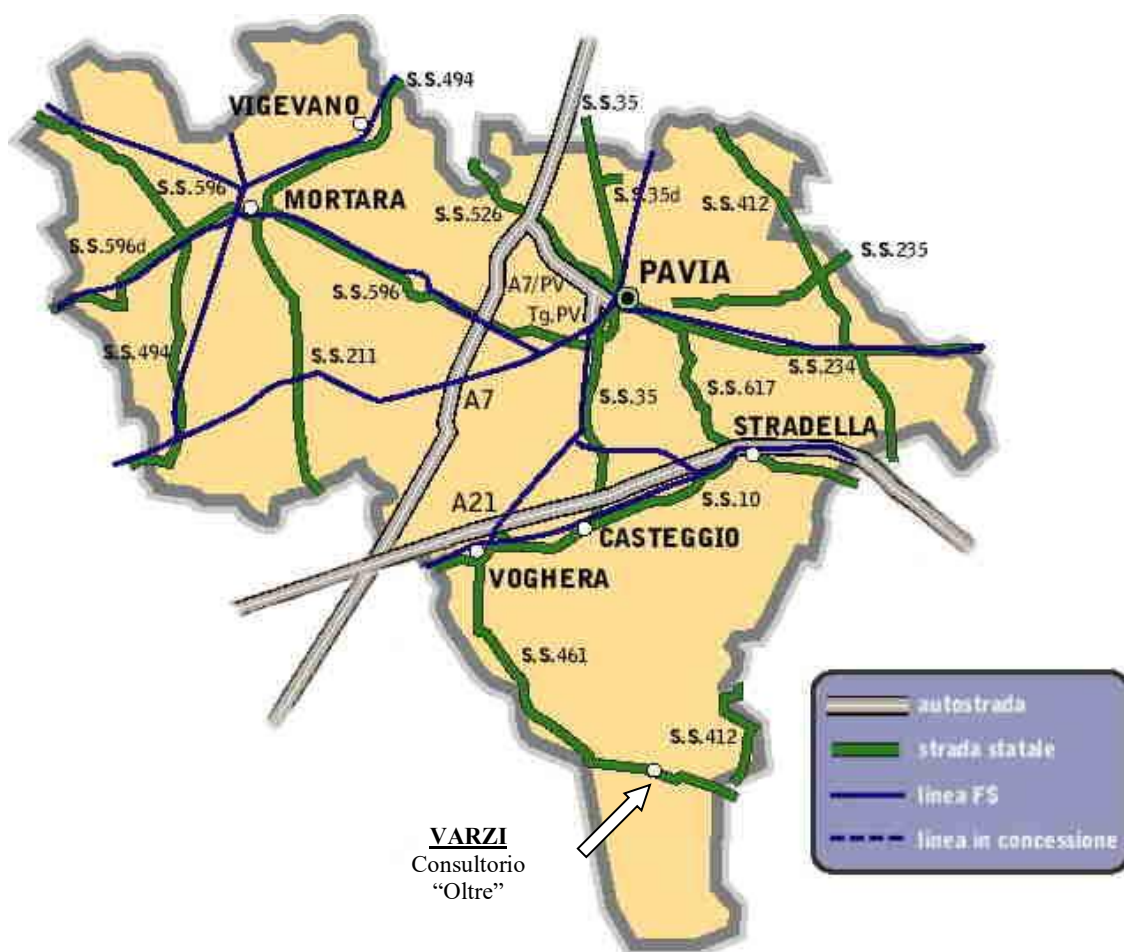 S.S.494
VIGEVANO
S.S.35
S.S.596
MORTARA
S.S.526
S.S.35d
S.S.412
S.S.596d
S.S.235
A7/PV
PAVIA
S.S.596
Tg.PV
S.S.494
S.S.211
S.S.234
S.S.617
A7
S.S.35
STRADELLA
A21
S.S.10
CASTEGGIO
VOGHERA
S.S.461
autostrada
S.S.412
strada statale
linea FS
VARZI
Consultorio
“Oltre”
linea in concessione